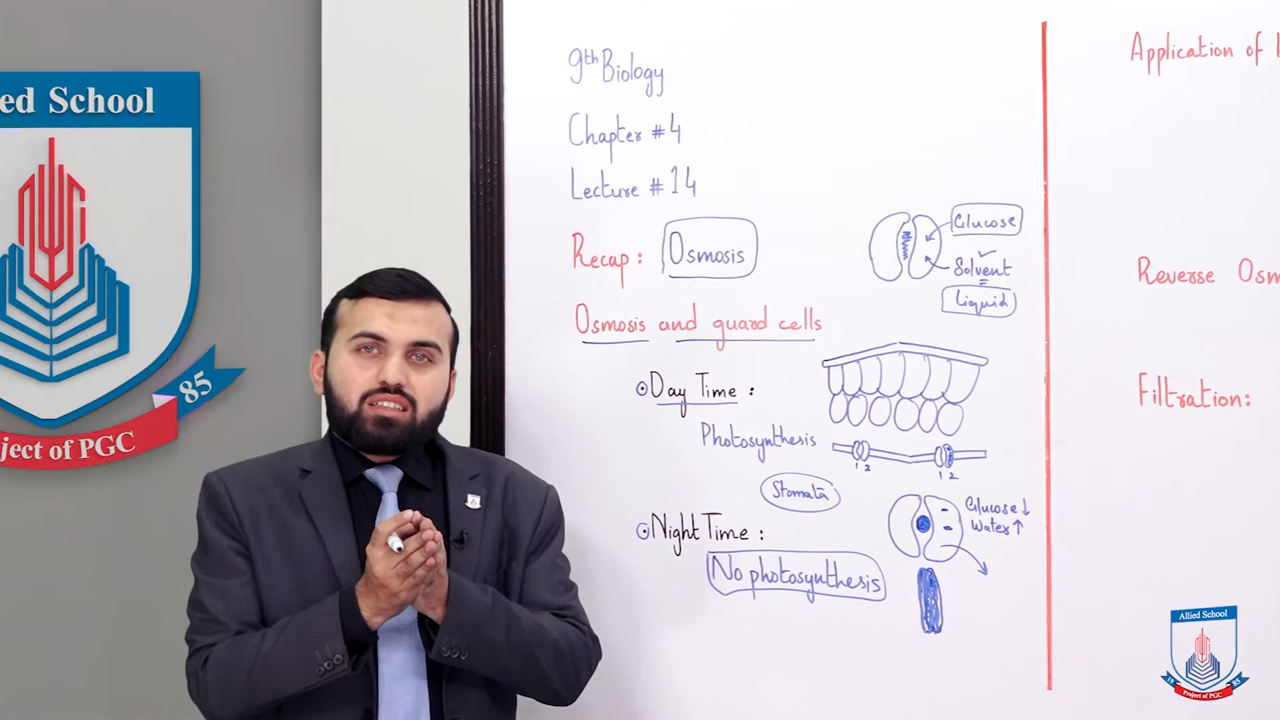 ed School
85
ject of PGC
9th Biology
Chapter #4
Lecture #14
Recap: Osmosis
Glucose
Solvent
Liquid
Osmosis and guard cells
Day Time :
Photosynthesis
1 2
1 2
Stomata
Night Time :
No photosynthesis
Glucose ↓
Water ↑
Application of
Reverse Osm
Filtration:
Allied School
19 85
Project of PGC